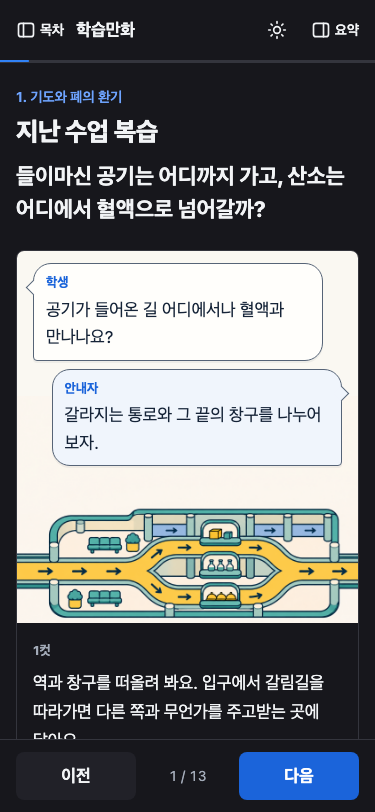 목차 학습만화 요약
1. 기도와 폐의 환기
지난 수업 복습
들이마신 공기는 어디까지 가고, 산소는
어디에서 혈액으로 넘어갈까?
학생
공기가 들어온 길 어디에서나 혈액과
만나나요?
안내자
갈라지는 통로와 그 끝의 창구를 나누어
보자.
1컷
역과 창구를 떠올려 봐요. 입구에서 갈림길을
따라가면 다른 쪽과 무언가를 주고받는 곳에
이전 1 / 13 다음